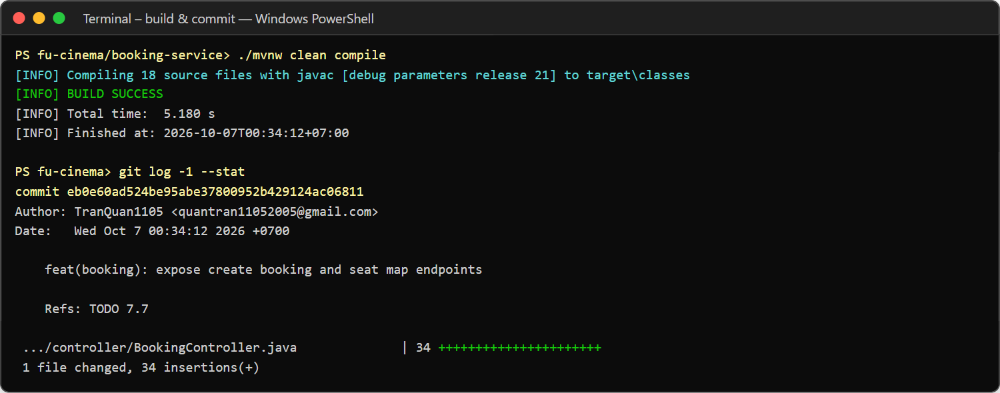 Terminal – build & commit — Windows PowerShell
PS fu-cinema/booking-service> ./mvnw clean compile
[INFO] Compiling 18 source files with javac [debug parameters release 21] to target\classes
[INFO] BUILD SUCCESS
[INFO] Total time:  5.180 s
[INFO] Finished at: 2026-10-07T00:34:12+07:00
PS fu-cinema> git log -1 --stat
commit eb0e60ad524be95abe37800952b429124ac06811
Author: TranQuan1105 <quantran11052005@gmail.com>
Date:   Wed Oct 7 00:34:12 2026 +0700
feat(booking): expose create booking and seat map endpoints
Refs: TODO 7.7
.../controller/BookingController.java | 34 ++++++++++++++++++++++
1 file changed, 34 insertions(+)